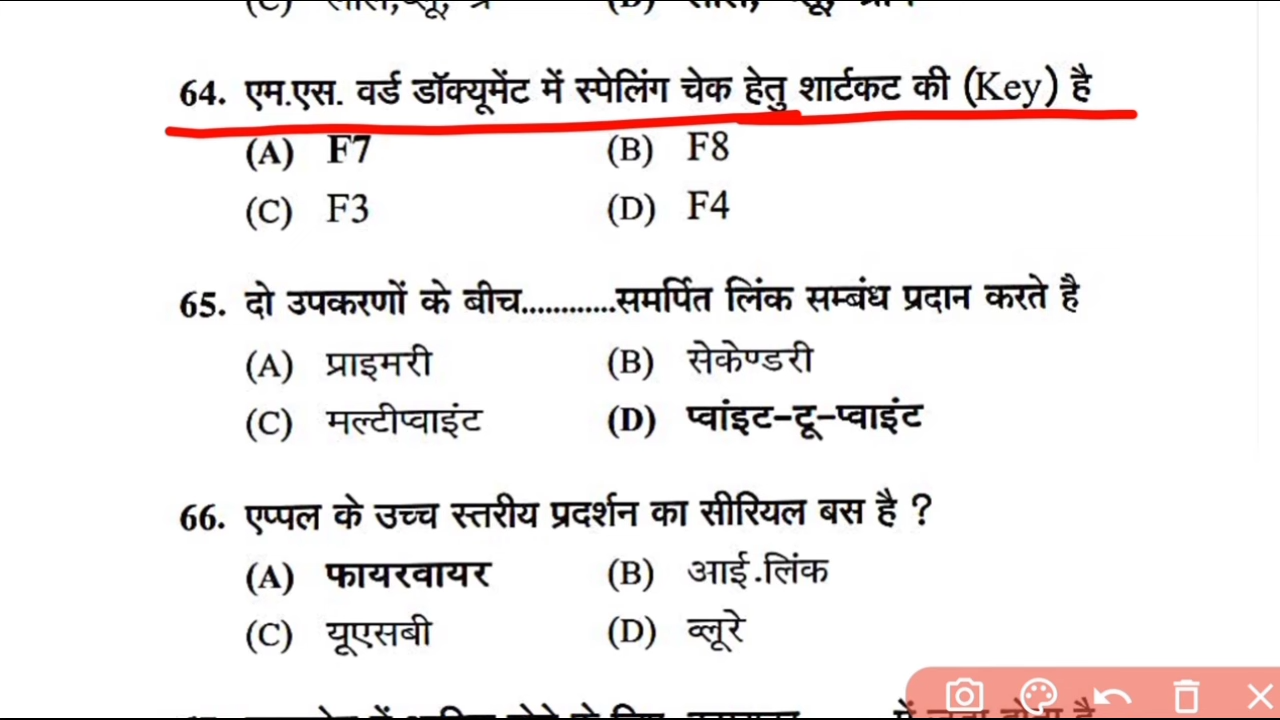 64. एम.एस. वर्ड डॉक्यूमेंट में स्पेलिंग चेक हेतु शार्टकट की (Key) है
(A) F7 (B) F8
(C) F3 (D) F4
65. दो उपकरणों के बीच............समर्पित लिंक सम्बंध प्रदान करते है
(A) प्राइमरी (B) सेकेण्डरी
(C) मल्टीप्वाइंट (D) प्वांइट-टू-प्वाइंट
66. एप्पल के उच्च स्तरीय प्रदर्शन का सीरियल बस है ?
(A) फायरवायर (B) आई.लिंक
(C) यूएसबी (D) ब्लूरे